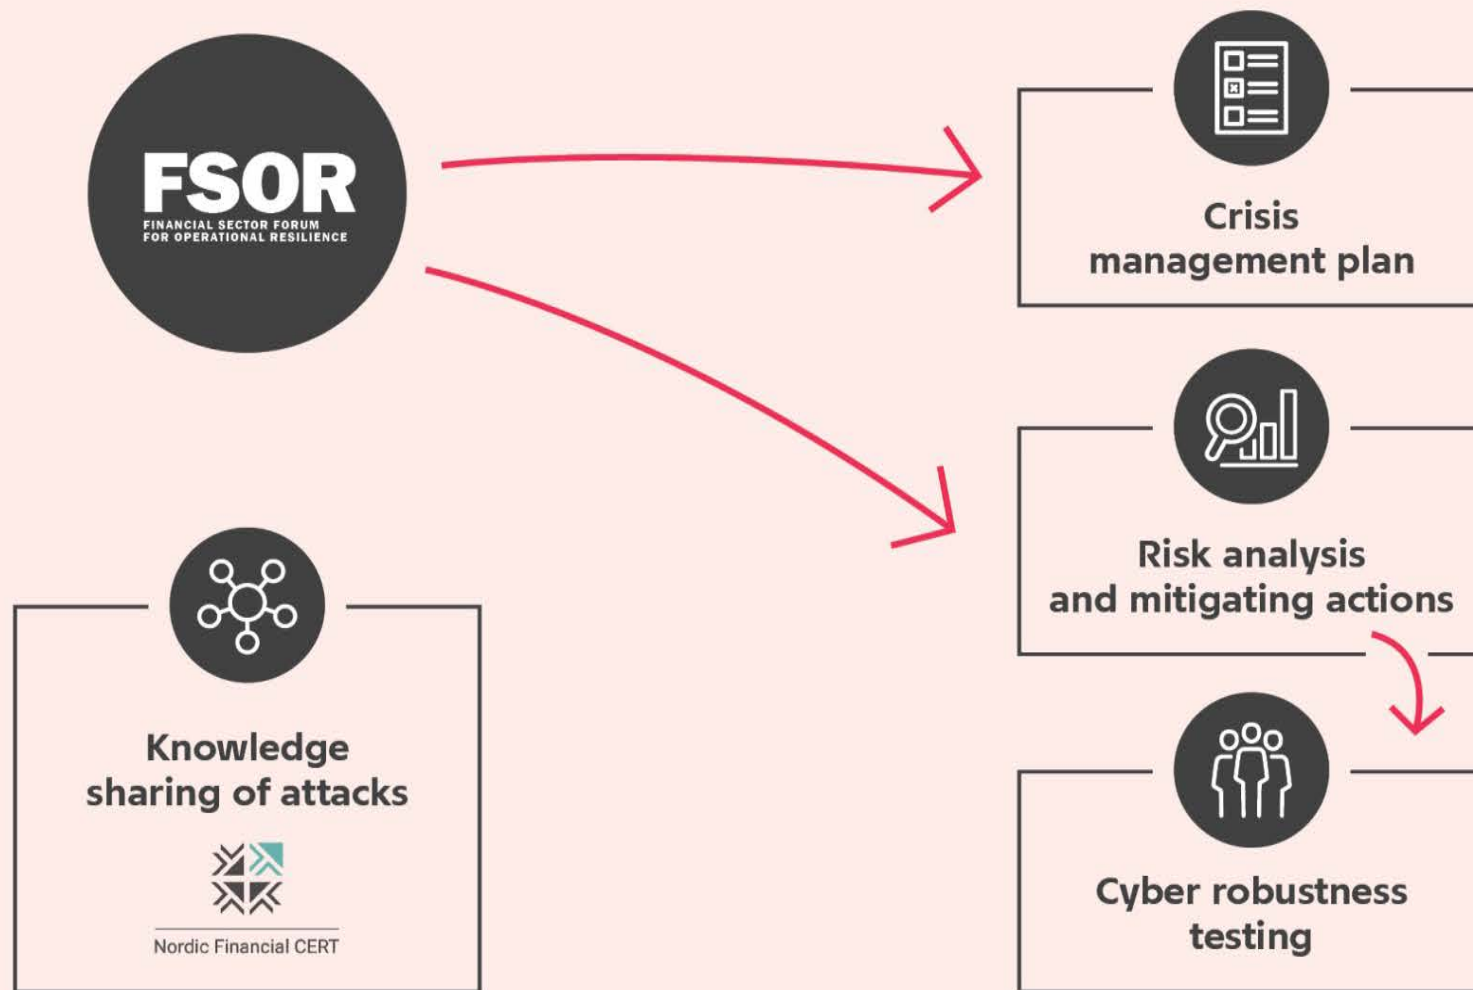 FSOR
FINANCIAL SECTOR FORUM
FOR OPERATIONAL RESILIENCE
Crisis
management plan
Risk analysis
and mitigating actions
Knowledge
sharing of attacks
Nordic Financial CERT
Cyber robustness
testing